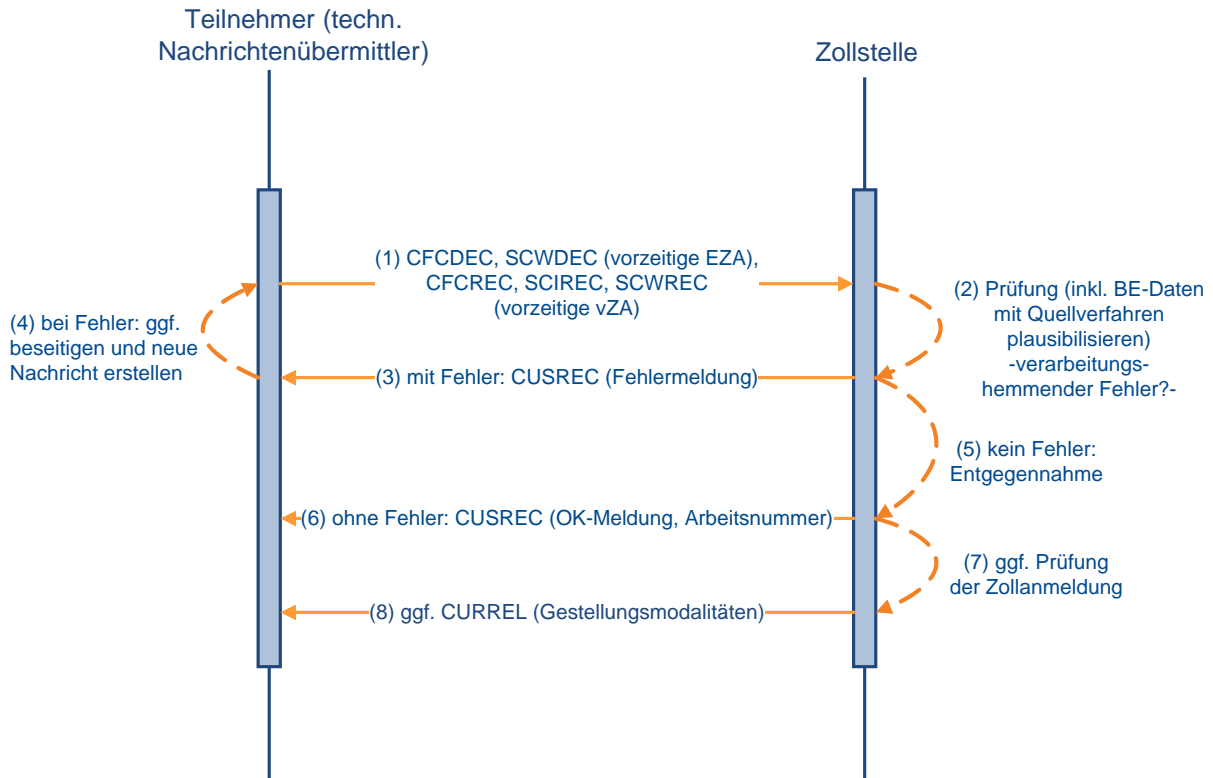 Teilnehmer (techn.
Nachrichtenübermittler)
Zollstelle
(1) CFCDEC, SCWDEC (vorzeitige EZA),
CFCREC, SCIREC, SCWREC
(vorzeitige vZA)
(2) Prüfung (inkl. BE-Daten
mit Quellverfahren
plausibilisieren)
-verarbeitungs-
hemmender Fehler?-
(3) mit Fehler: CUSREC (Fehlermeldung)
(4) bei Fehler: ggf.
beseitigen und neue
Nachricht erstellen
(5) kein Fehler:
Entgegennahme
(6) ohne Fehler: CUSREC (OK-Meldung, Arbeitsnummer)
(7) ggf. Prüfung
der Zollanmeldung
(8) ggf. CURREL (Gestellungsmodalitäten)